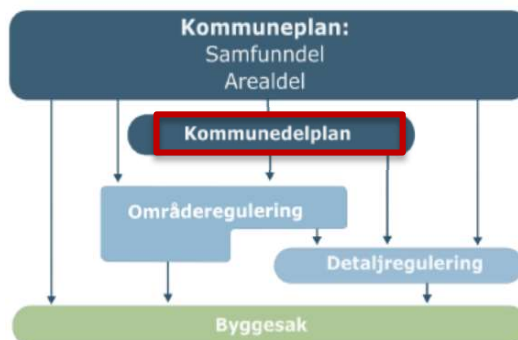 Kommuneplan:
Samfunndel
Arealdel
Kommunedelplan
Områderegulering
Detaljregulering
Byggesak